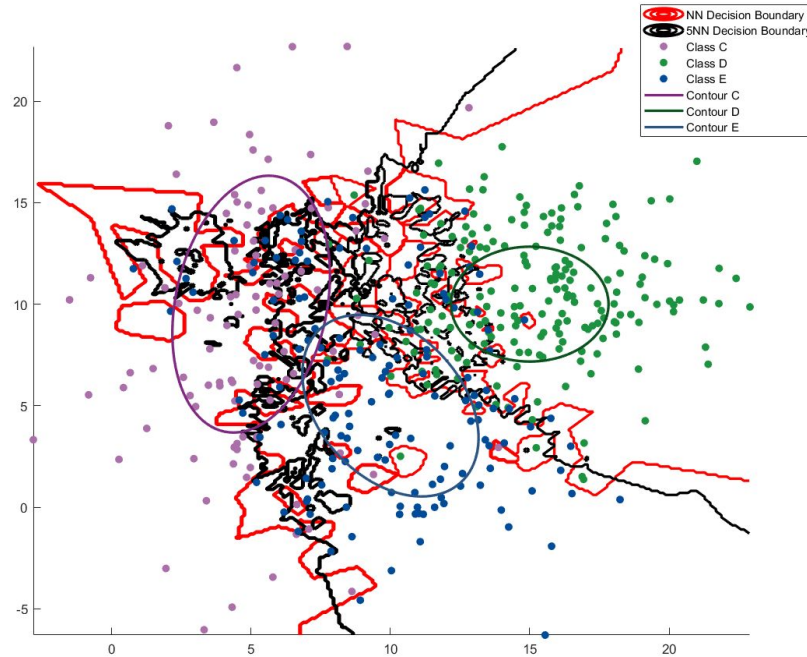 NN Decision Boundary
5NN Decision Boundary
Class C
Class D
Class E
Contour C
Contour D
Contour E
20
15
10
5
0
-5
0
5
10
15
20